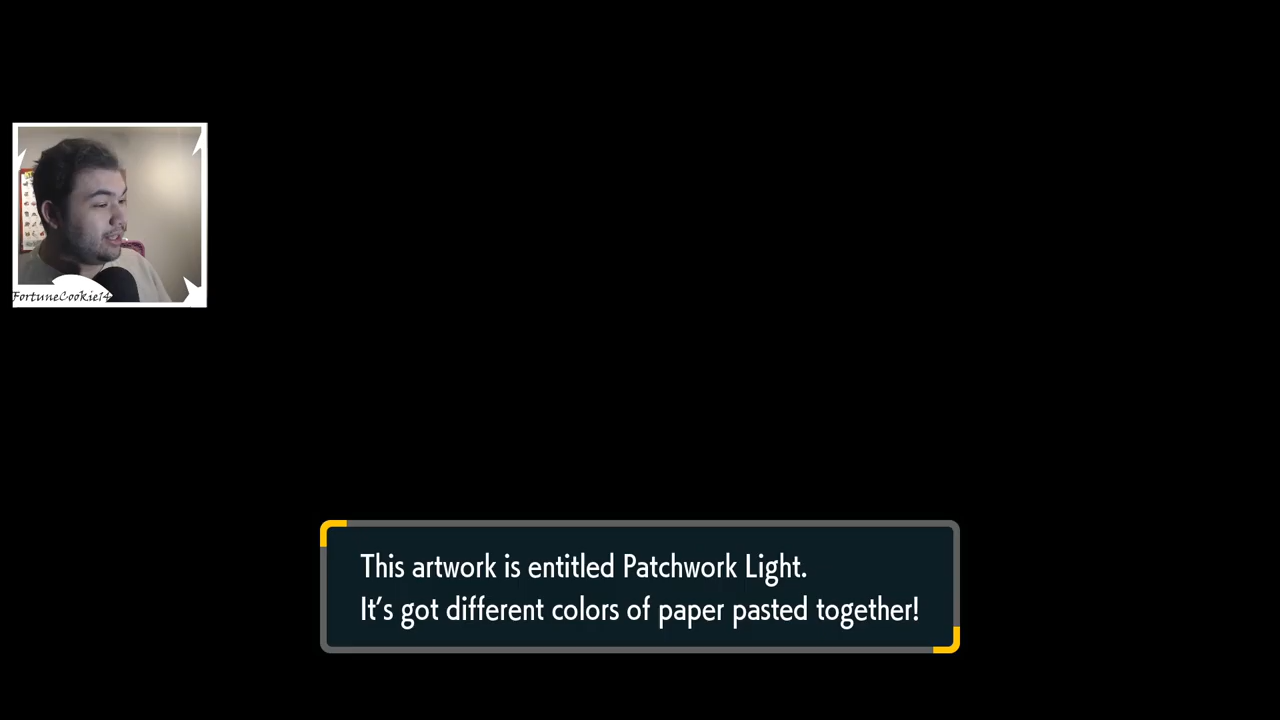 FortuneCookie14
This artwork is entitled Patchwork Light.
It's got different colors of paper pasted together!